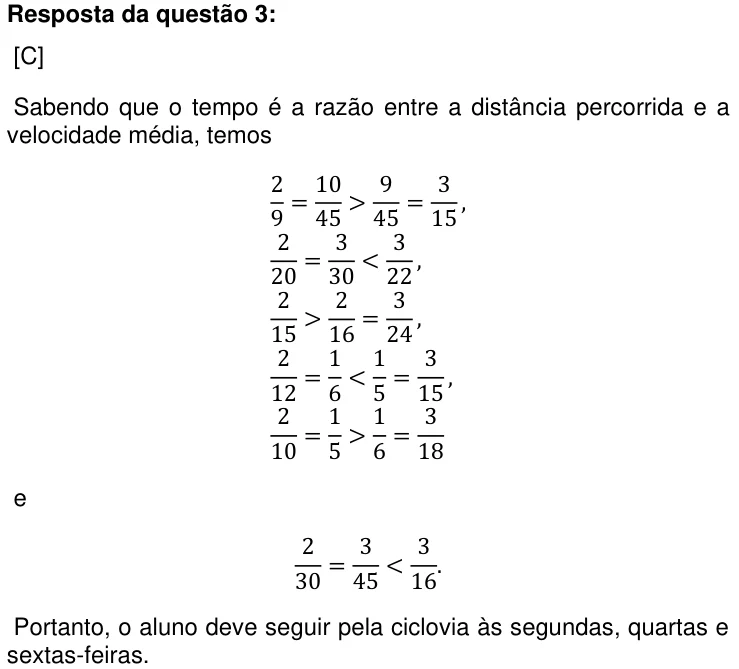 Resposta da questão 3:
[C]
Sabendo que o tempo é a razão entre a distância percorrida e a
velocidade média, temos
2/9 = 10/45 > 9/45 = 3/15,
2/20 = 3/30 < 3/22,
2/15 > 2/16 = 3/24,
2/12 = 1/6 < 1/5 = 3/15,
2/10 = 1/5 > 1/6 = 3/18
e
2/30 = 3/45 < 3/16.
Portanto, o aluno deve seguir pela ciclovia às segundas, quartas e
sextas-feiras.